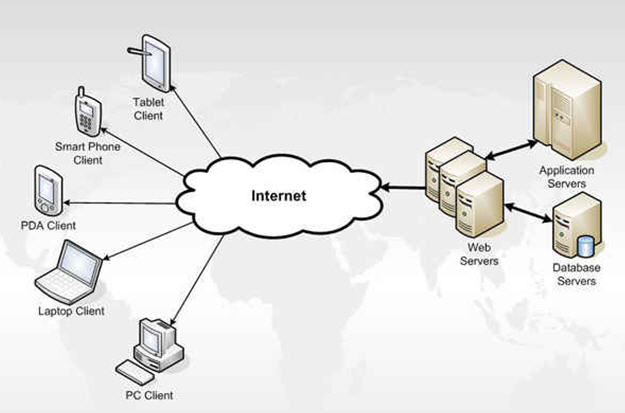 Tablet
Client
Smart Phone
Client
PDA Client
Laptop Client
PC Client
Internet
Web
Servers
Application
Servers
Database
Servers